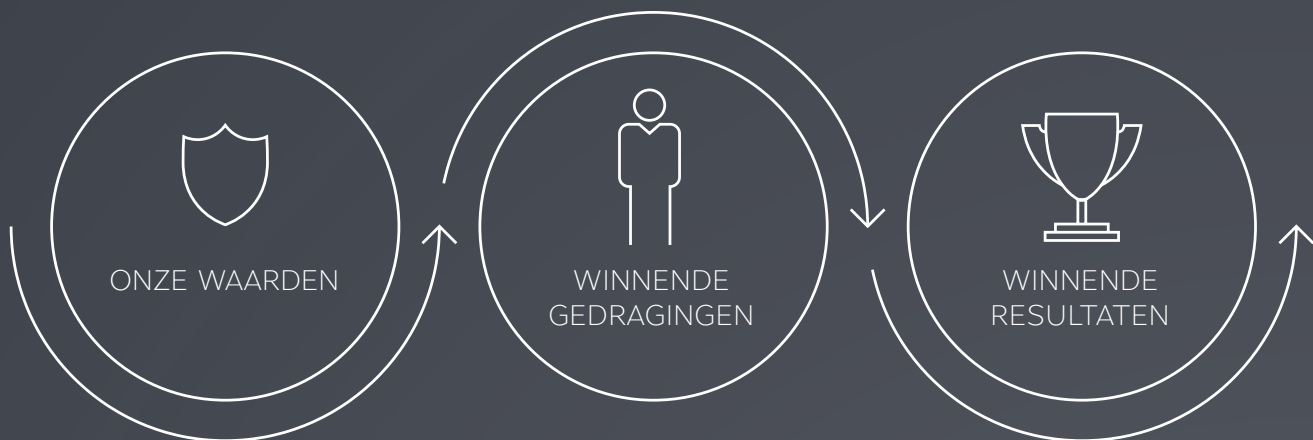 ONZE WAARDEN
WINNENDE
GEDRAGINGEN
WINNENDE
RESULTATEN